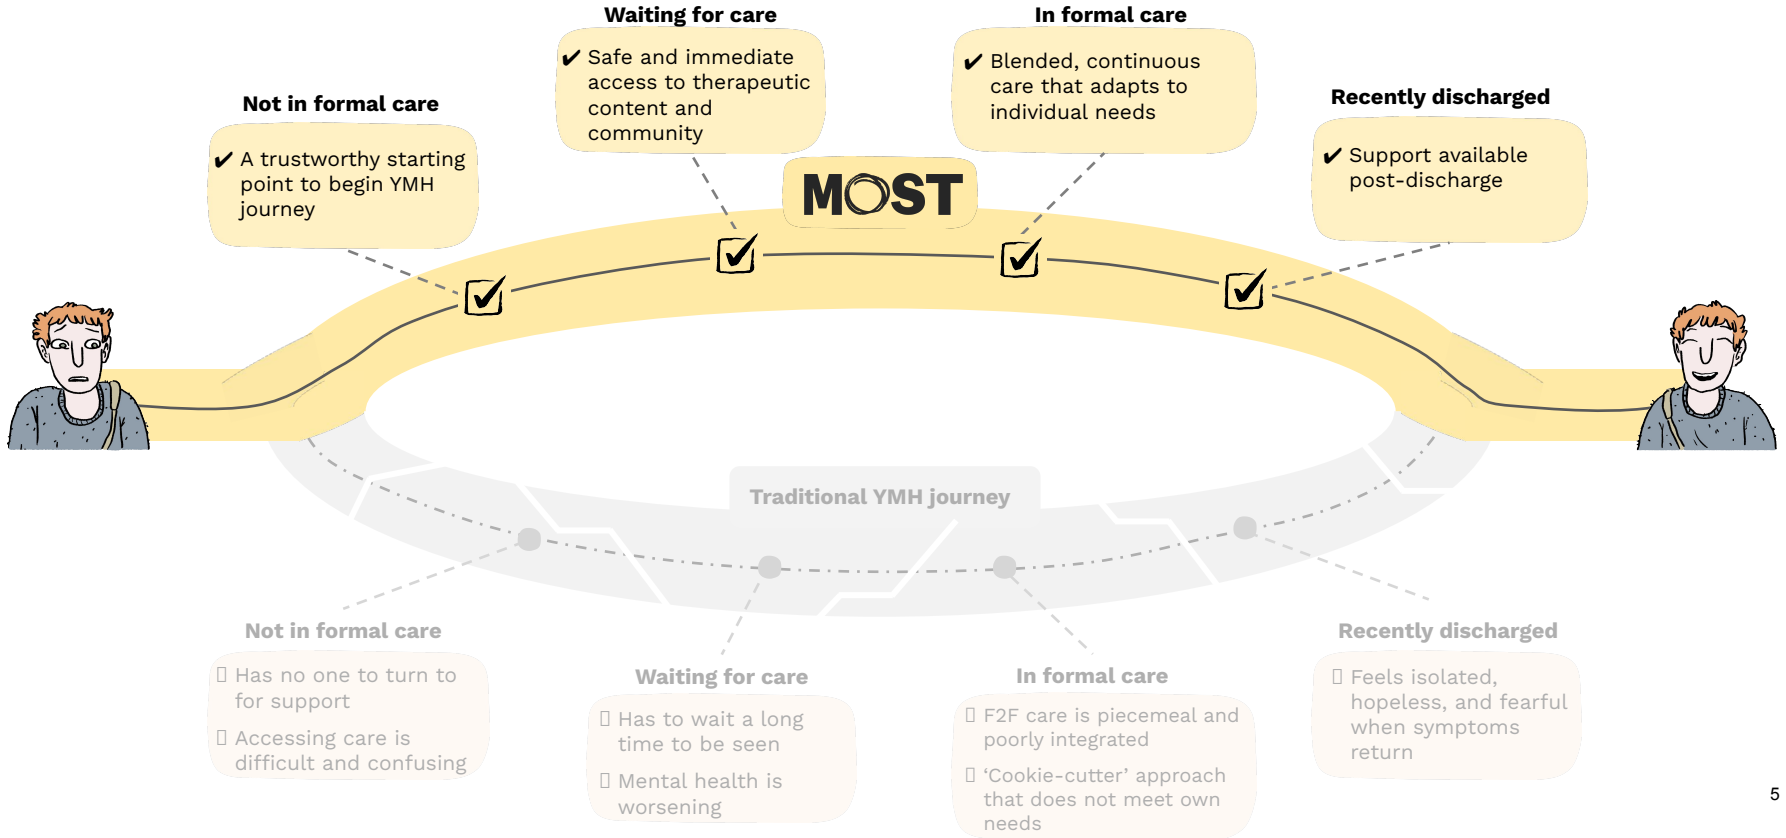 Waiting for care
✔ Safe and immediate
access to therapeutic
content and
community
In formal care
✔ Blended, continuous
care that adapts to
individual needs
Not in formal care
✔ A trustworthy starting
point to begin YMH
journey
Recently discharged
✔ Support available
post-discharge
MOST
Traditional YMH journey
Not in formal care
▯ Has no one to turn to
for support
▯ Accessing care is
difficult and confusing
Waiting for care
▯ Has to wait a long
time to be seen
▯ Mental health is
worsening
In formal care
▯ F2F care is piecemeal and
poorly integrated
▯ ‘Cookie-cutter’ approach
that does not meet own
needs
Recently discharged
▯ Feels isolated,
hopeless, and fearful
when symptoms
return
5